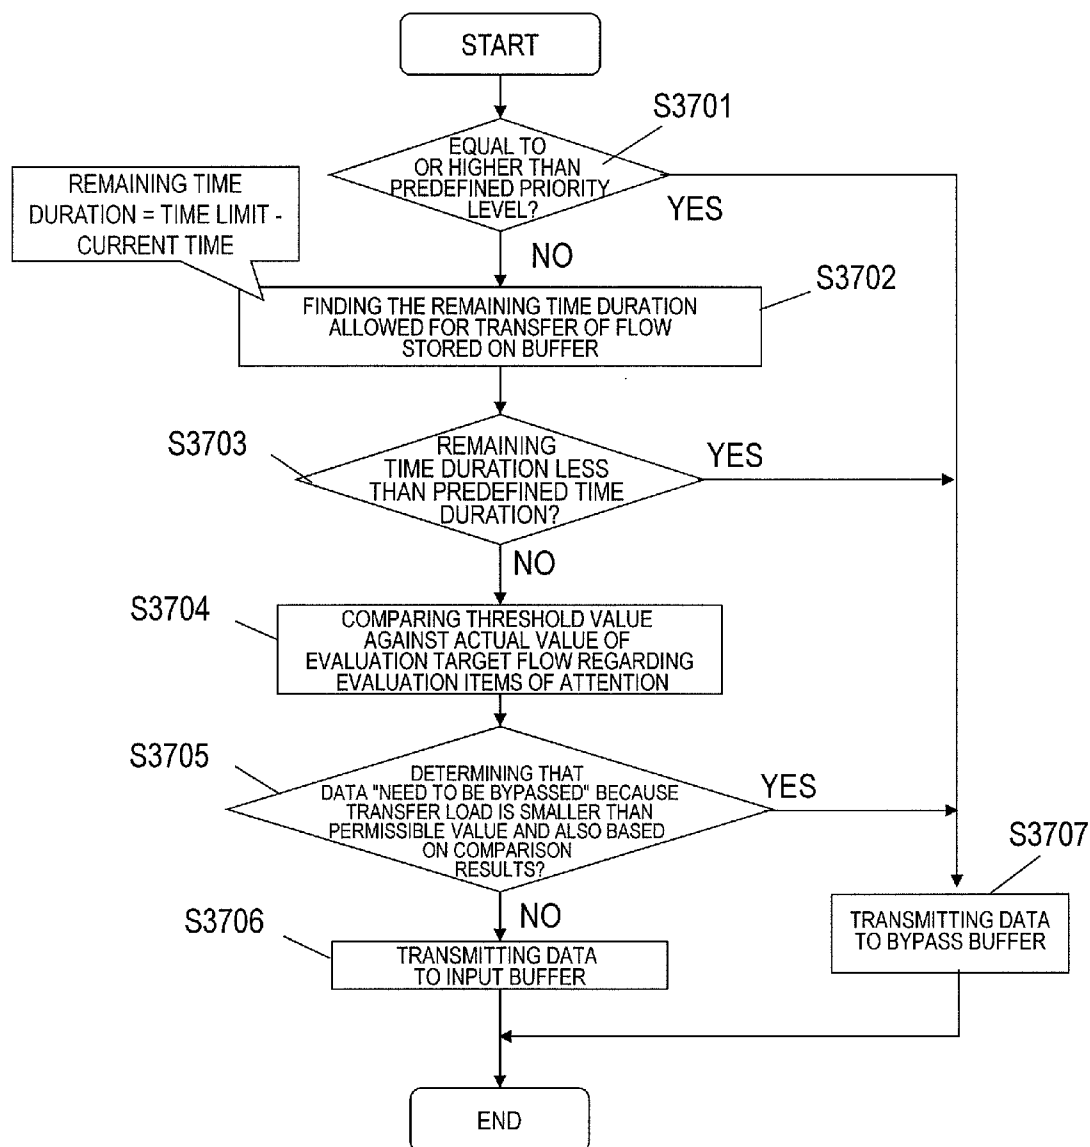 START
S3701
EQUAL TO
OR HIGHER THAN
PREDEFINED PRIORITY
LEVEL?
YES
REMAINING TIME
DURATION = TIME LIMIT -
CURRENT TIME
NO
S3702
FINDING THE REMAINING TIME DURATION
ALLOWED FOR TRANSFER OF FLOW
STORED ON BUFFER
S3703
REMAINING
TIME DURATION LESS
THAN PREDEFINED TIME
DURATION?
YES
NO
S3704
COMPARING THRESHOLD VALUE
AGAINST ACTUAL VALUE OF
EVALUATION TARGET FLOW REGARDING
EVALUATION ITEMS OF ATTENTION
S3705
DETERMINING THAT
DATA "NEED TO BE BYPASSED" BECAUSE
TRANSFER LOAD IS SMALLER THAN
PERMISSIBLE VALUE AND ALSO BASED
ON COMPARISON
RESULTS?
YES
NO
S3706
TRANSMITTING DATA
TO INPUT BUFFER
S3707
TRANSMITTING DATA
TO BYPASS BUFFER
END